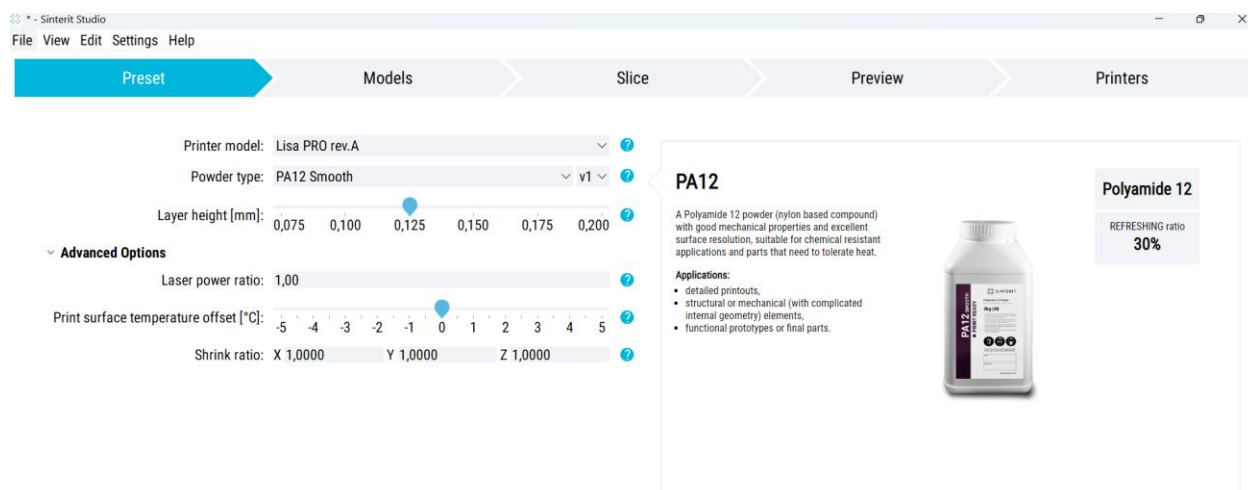 * - Sinterit Studio
File View Edit Settings Help
Preset Models Slice Preview Printers
Printer model: Lisa PRO rev.A
Powder type: PA12 Smooth v1
Layer height [mm]:
0,075 0,100 0,125 0,150 0,175 0,200
Advanced Options
Laser power ratio: 1,00
Print surface temperature offset [°C]:
-5 -4 -3 -2 -1 0 1 2 3 4 5
Shrink ratio: X 1,0000 Y 1,0000 Z 1,0000
PA12
A Polyamide 12 powder (nylon based compound)
with good mechanical properties and excellent
surface resolution, suitable for chemical resistant
applications and parts that need to tolerate heat.
Applications:
• detailed printouts,
• structural or mechanical (with complicated
internal geometry) elements,
• functional prototypes or final parts.
SINTERIT
PA12 SMOOTH
PRINT READY
Polyamide 12
REFRESHING ratio
30%